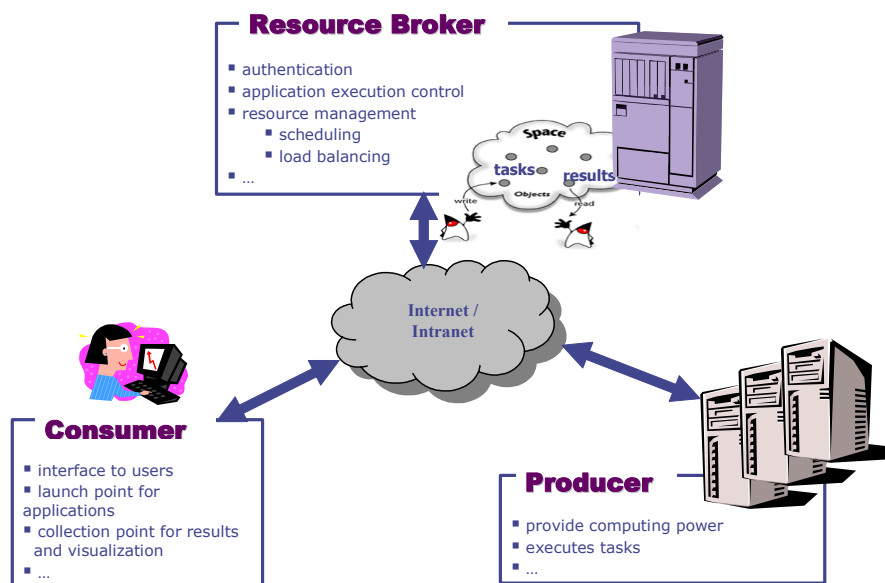 Resource Broker
▪ authentication
▪ application execution control
▪ resource management
▪ scheduling
▪ load balancing
▪ ...
Space
tasks
results
Objects
write
read
Internet /
Intranet
Consumer
▪ interface to users
▪ launch point for
applications
▪ collection point for results
and visualization
▪ ...
Producer
▪ provide computing power
▪ executes tasks
▪ ...